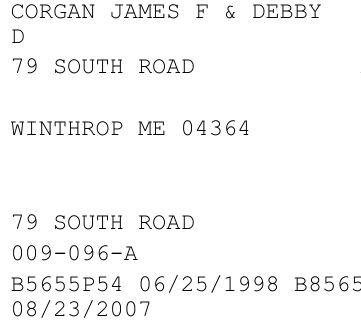 CORGAN JAMES F & DEBBY
D
79 SOUTH ROAD
WINTHROP ME 04364
79 SOUTH ROAD
009-096-A
B5655P54 06/25/1998 B8565
08/23/2007